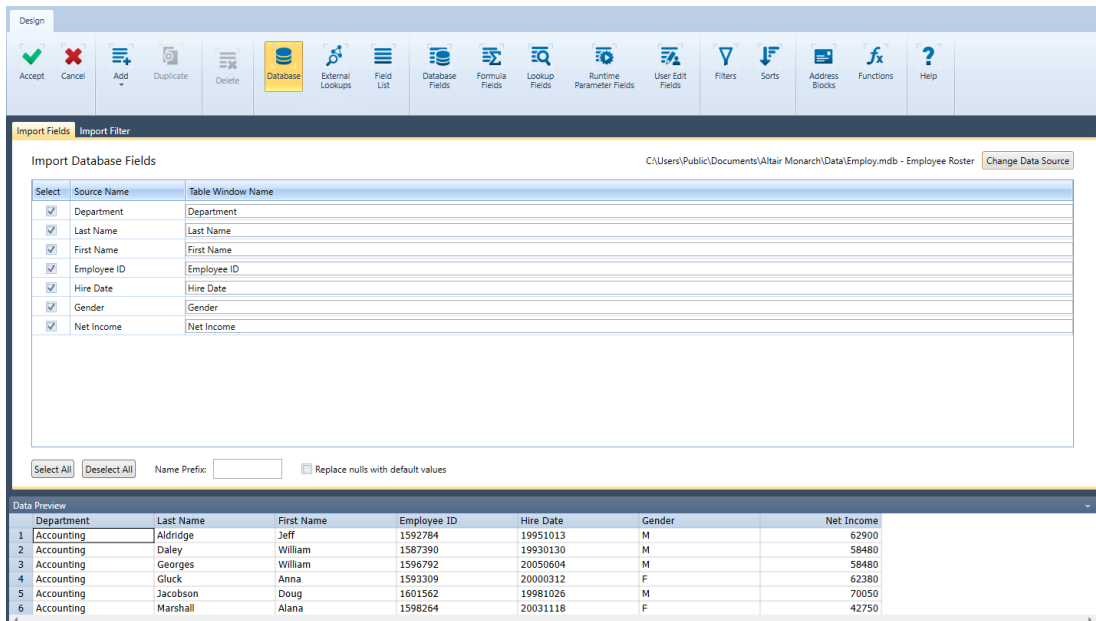 Design
Accept Cancel Add Duplicate Delete Database External Lookups Field List Database Fields Formula Fields Lookup Fields Runtime Parameter Fields User Edit Fields Filters Sorts Address Blocks Functions Help
Import Fields Import Filter
Import Database Fields C:\Users\Public\Documents\Altair Monarch\Data\Employ.mdb - Employee Roster Change Data Source
Select Source Name Table Window Name
Department Department
Last Name Last Name
First Name First Name
Employee ID Employee ID
Hire Date Hire Date
Gender Gender
Net Income Net Income
Select All Deselect All Name Prefix: Replace nulls with default values
Data Preview
Department Last Name First Name Employee ID Hire Date Gender Net Income
1 Accounting Aldridge Jeff 1592784 19951013 M 62900
2 Accounting Daley William 1587390 19930130 M 58480
3 Accounting Georges William 1596792 20050604 M 58480
4 Accounting Gluck Anna 1593309 20000312 F 62380
5 Accounting Jacobson Doug 1601562 19981026 M 70050
6 Accounting Marshall Alana 1598264 20031118 F 42750